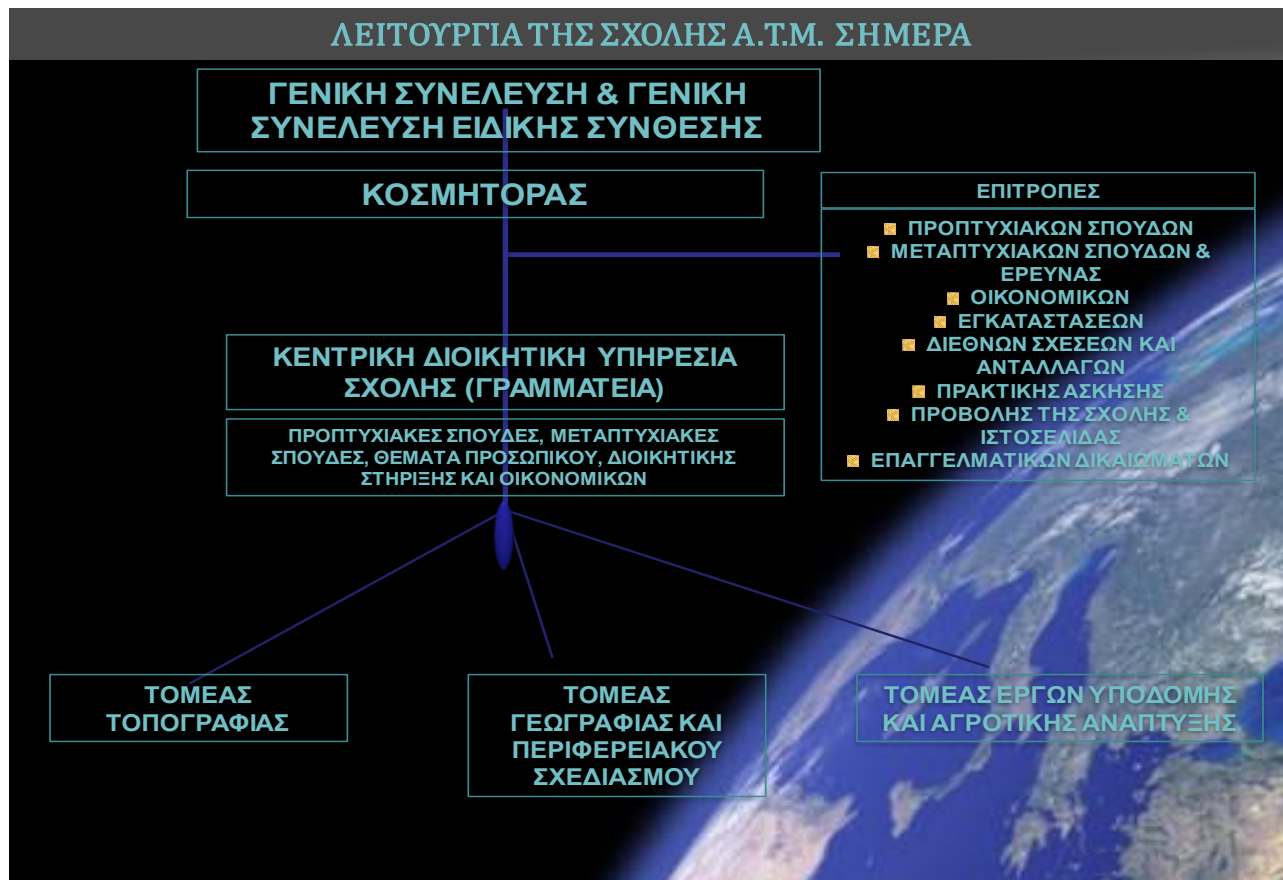 ΛΕΙΤΟΥΡΓΙΑ ΤΗΣ ΣΧΟΛΗΣ Α.Τ.Μ. ΣΗΜΕΡΑ
ΓΕΝΙΚΗ ΣΥΝΕΛΕΥΣΗ & ΓΕΝΙΚΗ
ΣΥΝΕΛΕΥΣΗ ΕΙΔΙΚΗΣ ΣΥΝΘΕΣΗΣ
ΚΟΣΜΗΤΟΡΑΣ
ΕΠΙΤΡΟΠΕΣ
ΠΡΟΠΤΥΧΙΑΚΩΝ ΣΠΟΥΔΩΝ
ΜΕΤΑΠΤΥΧΙΑΚΩΝ ΣΠΟΥΔΩΝ &
ΕΡΕΥΝΑΣ
ΟΙΚΟΝΟΜΙΚΩΝ
ΕΓΚΑΤΑΣΤΑΣΕΩΝ
ΔΙΕΘΝΩΝ ΣΧΕΣΕΩΝ ΚΑΙ
ΑΝΤΑΛΛΑΓΩΝ
ΠΡΑΚΤΙΚΗΣ ΑΣΚΗΣΗΣ
ΠΡΟΒΟΛΗΣ ΤΗΣ ΣΧΟΛΗΣ &
ΙΣΤΟΣΕΛΙΔΑΣ
ΕΠΑΓΓΕΛΜΑΤΙΚΩΝ ΔΙΚΑΙΩΜΑΤΩΝ
ΚΕΝΤΡΙΚΗ ΔΙΟΙΚΗΤΙΚΗ ΥΠΗΡΕΣΙΑ
ΣΧΟΛΗΣ (ΓΡΑΜΜΑΤΕΙΑ)
ΠΡΟΠΤΥΧΙΑΚΕΣ ΣΠΟΥΔΕΣ, ΜΕΤΑΠΤΥΧΙΑΚΕΣ
ΣΠΟΥΔΕΣ, ΘΕΜΑΤΑ ΠΡΟΣΩΠΙΚΟΥ, ΔΙΟΙΚΗΤΙΚΗΣ
ΣΤΗΡΙΞΗΣ ΚΑΙ ΟΙΚΟΝΟΜΙΚΩΝ
ΤΟΜΕΑΣ
ΤΟΠΟΓΡΑΦΙΑΣ
ΤΟΜΕΑΣ
ΓΕΩΓΡΑΦΙΑΣ ΚΑΙ
ΠΕΡΙΦΕΡΕΙΑΚΟΥ
ΣΧΕΔΙΑΣΜΟΥ
ΤΟΜΕΑΣ ΕΡΓΩΝ ΥΠΟΔΟΜΗΣ
ΚΑΙ ΑΓΡΟΤΙΚΗΣ ΑΝΑΠΤΥΞΗΣ